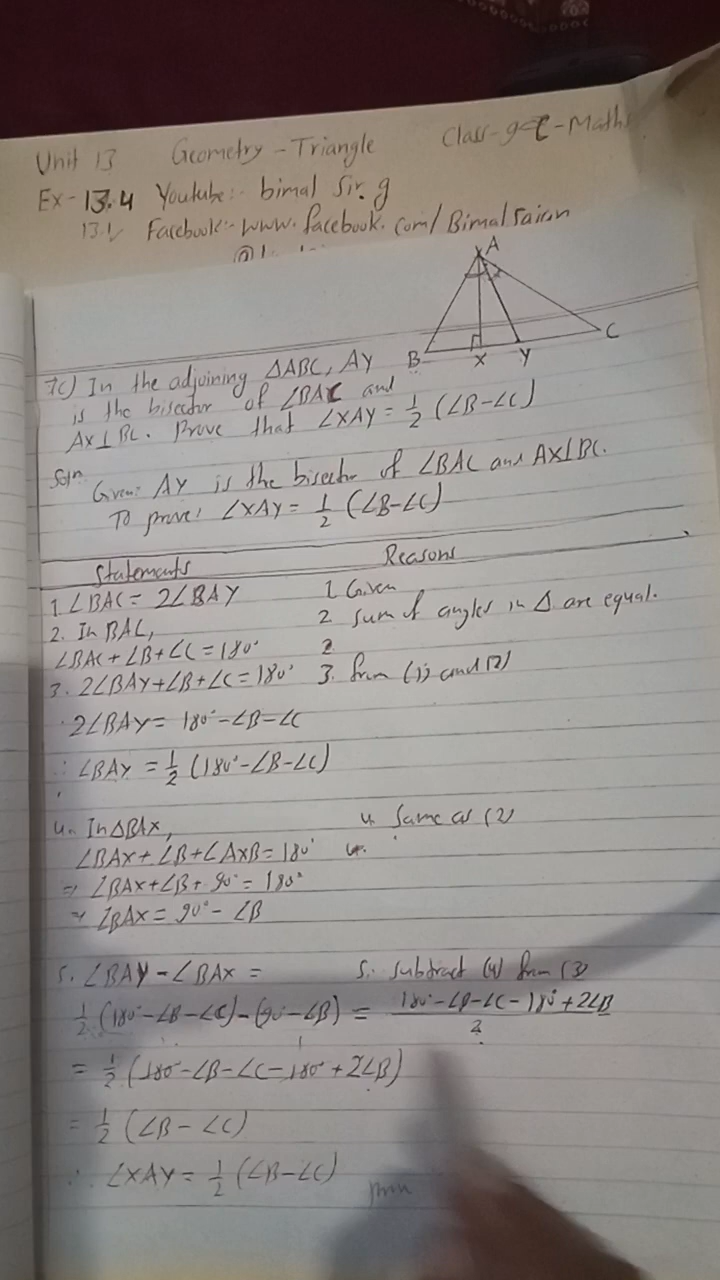 Unit 13 Geometry - Triangle Class-9 - Maths
Ex- 13.4 Youtube:- bimal Sir. g
13.1 Facebook:- www.facebook.com/Bimalsaian
A
B X Y C
7c) In the adjoining ΔABC, AY
is the bisector of ∠BAC and
AX⊥BC. Prove that ∠XAY = 1/2 (∠B-∠C)
Soln
Given: AY is the bisector of ∠BAC and AX⊥BC.
To prove: ∠XAY = 1/2 (∠B-∠C)
Statements Reasons
1. ∠BAC = 2∠BAY 1. Given
2. In BAC, 2. Sum of angles in Δ are equal.
∠BAC+∠B+∠C = 180° 2
3. 2∠BAY+∠B+∠C = 180° 3. from (1) and (2)
2∠BAY = 180°-∠B-∠C
∴ ∠BAY = 1/2 (180°-∠B-∠C)
4. In ΔBAX, 4. Same as (2)
∠BAX+∠B+∠AXB = 180° 4.
⇒ ∠BAX+∠B+90° = 180°
⇒ ∠BAX = 90°-∠B
5. ∠BAY-∠BAX = 5. subtract (4) from (3)
1/2 (180°-∠B-∠C)-(90-∠B) = (180°-∠B-∠C-180°+2∠B)/2
= 1/2 (180°-∠B-∠C-180°+2∠B)
= 1/2 (∠B-∠C)
∴ ∠XAY = 1/2 (∠B-∠C)